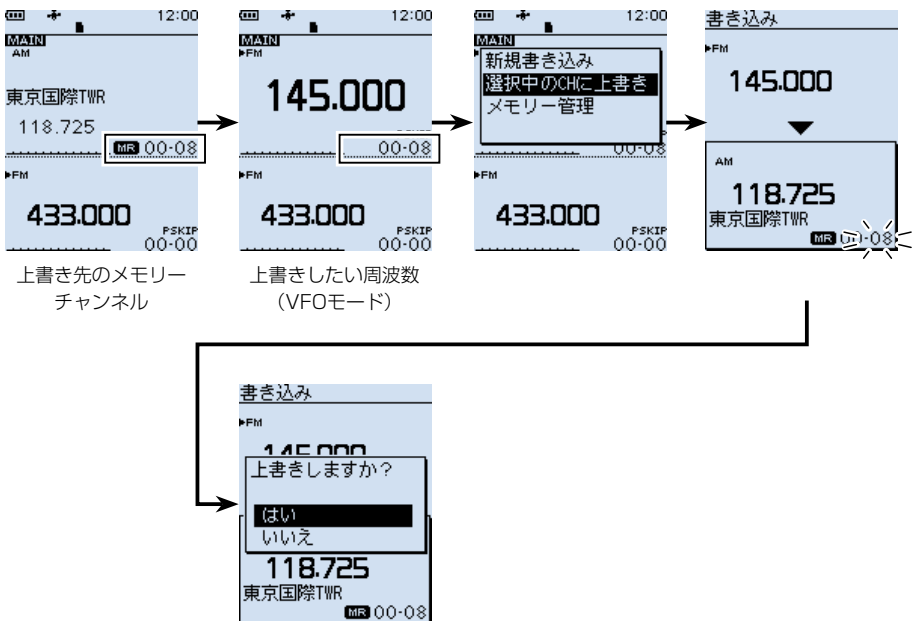 12:00
MAIN
AM
東京国際TWR
118.725
MR 00-08
▶FM
433.000
PSKIP
00-00
上書き先のメモリー
チャンネル
12:00
MAIN
▶FM
145.000
00-08
▶FM
433.000
PSKIP
00-00
上書きしたい周波数
(VFOモード)
12:00
MAIN
新規書き込み
選択中のCHに上書き
メモリー管理
00-08
▶FM
433.000
PSKIP
00-00
書き込み
▶FM
145.000
▼
AM
118.725
東京国際TWR
MR 00-08
書き込み
▶FM
145.000
上書きしますか?
はい
いいえ
118.725
東京国際TWR
MR 00-08